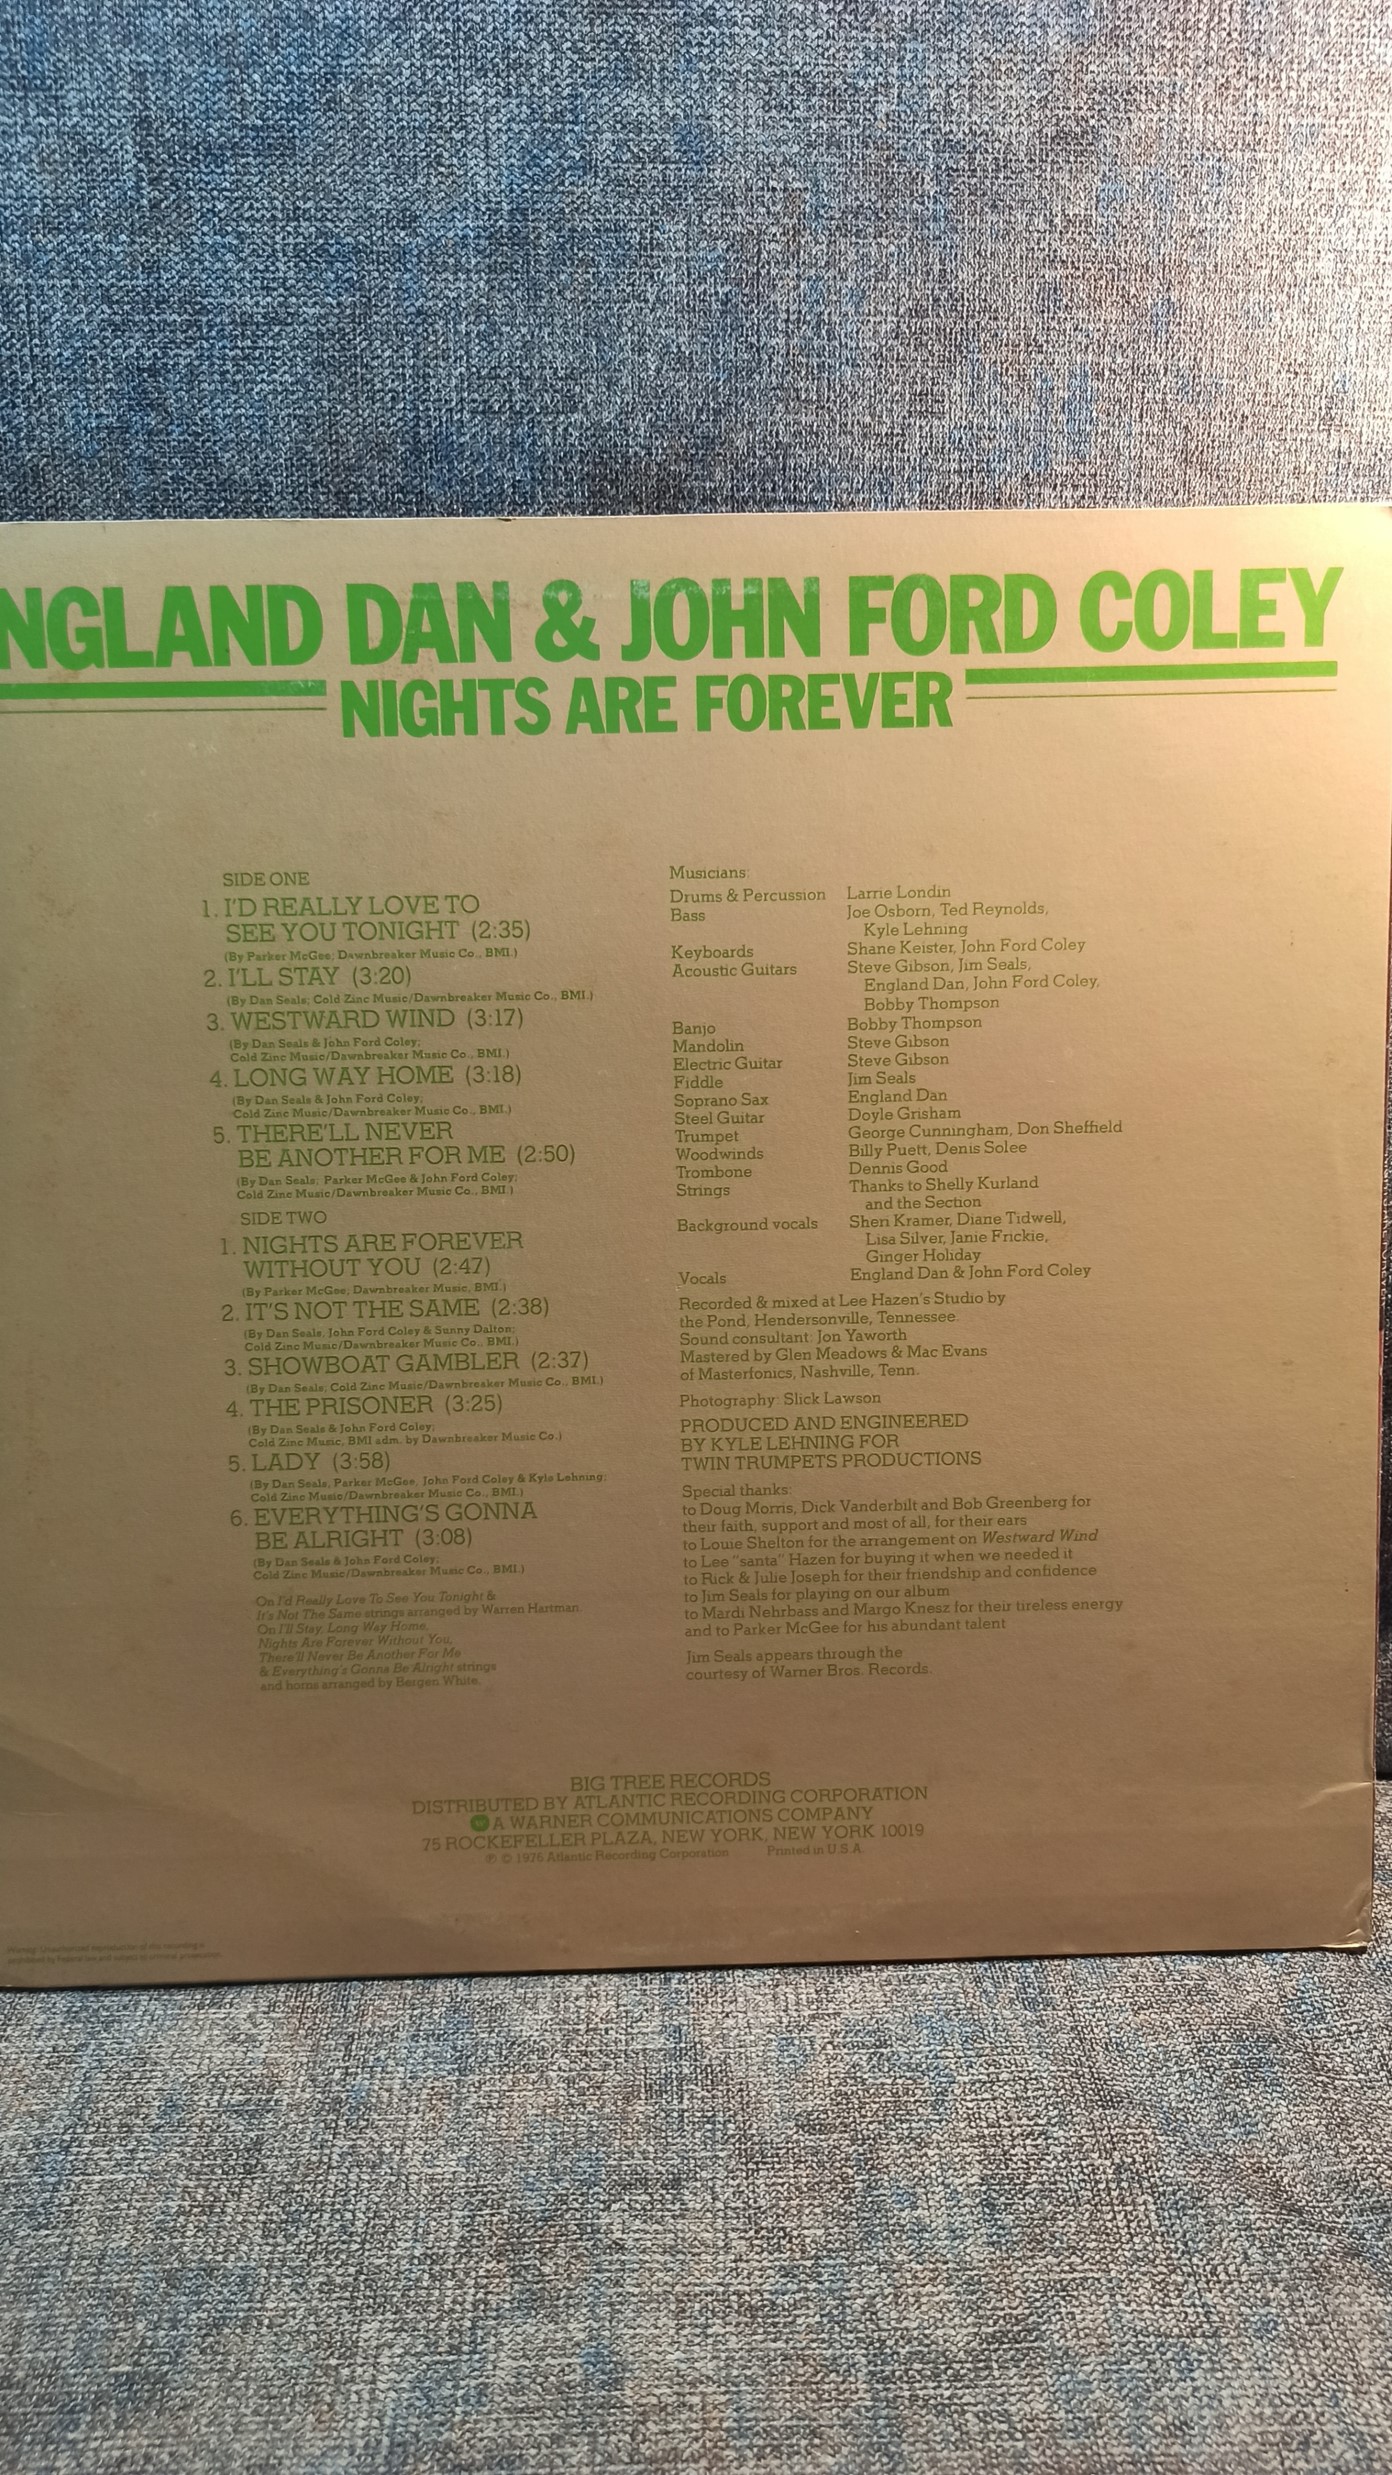 NGLAND DAN & JOHN FORD COLEY
NIGHTS ARE FOREVER
SIDE ONE
1. I'D REALLY LOVE TO
SEE YOU TONIGHT (2:35)
(By Parker McGee; Dawnbreaker Music Co., BMI.)
2. I'LL STAY (3:20)
(By Dan Seals; Cold Zinc Music/Dawnbreaker Music Co., BMI.)
3. WESTWARD WIND (3:17)
(By Dan Seals & John Ford Coley;
Cold Zinc Music/Dawnbreaker Music Co., BMI.)
4. LONG WAY HOME (3:18)
(By Dan Seals & John Ford Coley;
Cold Zinc Music/Dawnbreaker Music Co., BMI.)
5. THERE'LL NEVER
BE ANOTHER FOR ME (2:50)
(By Dan Seals; Parker McGee & John Ford Coley;
Cold Zinc Music/Dawnbreaker Music Co., BMI.)
SIDE TWO
1. NIGHTS ARE FOREVER
WITHOUT YOU (2:47)
(By Parker McGee, Dawnbreaker Music, BMI.)
2. IT'S NOT THE SAME (2:38)
(By Dan Seals, John Ford Coley & Sunny Dalton;
Cold Zinc Music/Dawnbreaker Music Co., BMI.)
3. SHOWBOAT GAMBLER (2:37)
(By Dan Seals; Cold Zinc Music/Dawnbreaker Music Co., BMI.)
4. THE PRISONER (3:25)
(By Dan Seals & John Ford Coley;
Cold Zinc Music, BMI adm. by Dawnbreaker Music Co.)
5. LADY (3:58)
(By Dan Seals, Parker McGee, John Ford Coley & Kyle Lehning;
Cold Zinc Music/Dawnbreaker Music Co., BMI.)
6. EVERYTHING'S GONNA
BE ALRIGHT (3:08)
(By Dan Seals & John Ford Coley;
Cold Zinc Music/Dawnbreaker Music Co., BMI.)
On I'd Really Love To See You Tonight &
It's Not The Same strings arranged by Warren Hartman.
On I'll Stay, Long Way Home,
Nights Are Forever Without You,
There'll Never Be Another For Me
& Everything's Gonna Be Alright strings
and horns arranged by Bergen White.
Musicians:
Drums & Percussion Larrie Londin
Bass Joe Osborn, Ted Reynolds,
Kyle Lehning
Keyboards Shane Keister, John Ford Coley
Acoustic Guitars Steve Gibson, Jim Seals,
England Dan, John Ford Coley,
Bobby Thompson
Banjo Bobby Thompson
Mandolin Steve Gibson
Electric Guitar Steve Gibson
Fiddle Jim Seals
Soprano Sax England Dan
Steel Guitar Doyle Grisham
Trumpet George Cunningham, Don Sheffield
Woodwinds Billy Puett, Denis Solee
Trombone Dennis Good
Strings Thanks to Shelly Kurland
and the Section
Background vocals Sheri Kramer, Diane Tidwell,
Lisa Silver, Janie Frickie,
Ginger Holiday
Vocals England Dan & John Ford Coley
Recorded & mixed at Lee Hazen's Studio by
the Pond, Hendersonville, Tennessee.
Sound consultant: Jon Yaworth
Mastered by Glen Meadows & Mac Evans
of Masterfonics, Nashville, Tenn.
Photography: Slick Lawson
PRODUCED AND ENGINEERED
BY KYLE LEHNING FOR
TWIN TRUMPETS PRODUCTIONS
Special thanks:
to Doug Morris, Dick Vanderbilt and Bob Greenberg for
their faith, support and most of all, for their ears
to Louie Shelton for the arrangement on Westward Wind
to Lee "santa" Hazen for buying it when we needed it
to Rick & Julie Joseph for their friendship and confidence
to Jim Seals for playing on our album
to Mardi Nehrbass and Margo Knesz for their tireless energy
and to Parker McGee for his abundant talent
Jim Seals appears through the
courtesy of Warner Bros. Records.
BIG TREE RECORDS
DISTRIBUTED BY ATLANTIC RECORDING CORPORATION
A WARNER COMMUNICATIONS COMPANY
75 ROCKEFELLER PLAZA, NEW YORK, NEW YORK 10019
℗ © 1976 Atlantic Recording Corporation Printed in U.S.A.
Warning: Unauthorized reproduction of this recording is
prohibited by Federal law and subject to criminal prosecution.